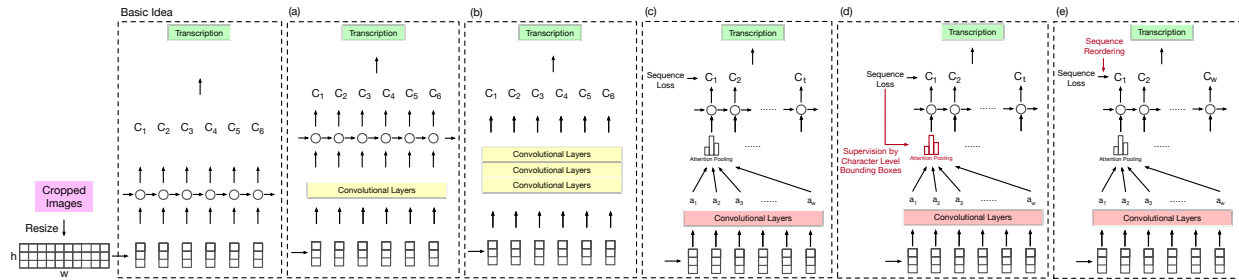 Basic Idea
Transcription
C1 C2 C3 C4 C5 C6
Cropped
Images
Resize
h
w
(a)
Transcription
C1 C2 C3 C4 C5 C6
Convolutional Layers
(b)
Transcription
C1 C2 C3 C4 C5 C6
Convolutional Layers
Convolutional Layers
Convolutional Layers
(c)
Transcription
Sequence
Loss
C1 C2 Ct
......
Attention Pooling
......
a1 a2 a3 ...... aw
Convolutional Layers
(d)
Transcription
Sequence
Loss
C1 C2 Ct
......
Supervision by
Character Level
Bounding Boxes
Attention Pooling
......
a1 a2 a3 ...... aw
Convolutional Layers
(e)
Transcription
Sequence
Reordering
Sequence
Loss
C1 C2 Cw
......
Attention Pooling
......
a1 a2 a3 ...... aw
Convolutional Layers